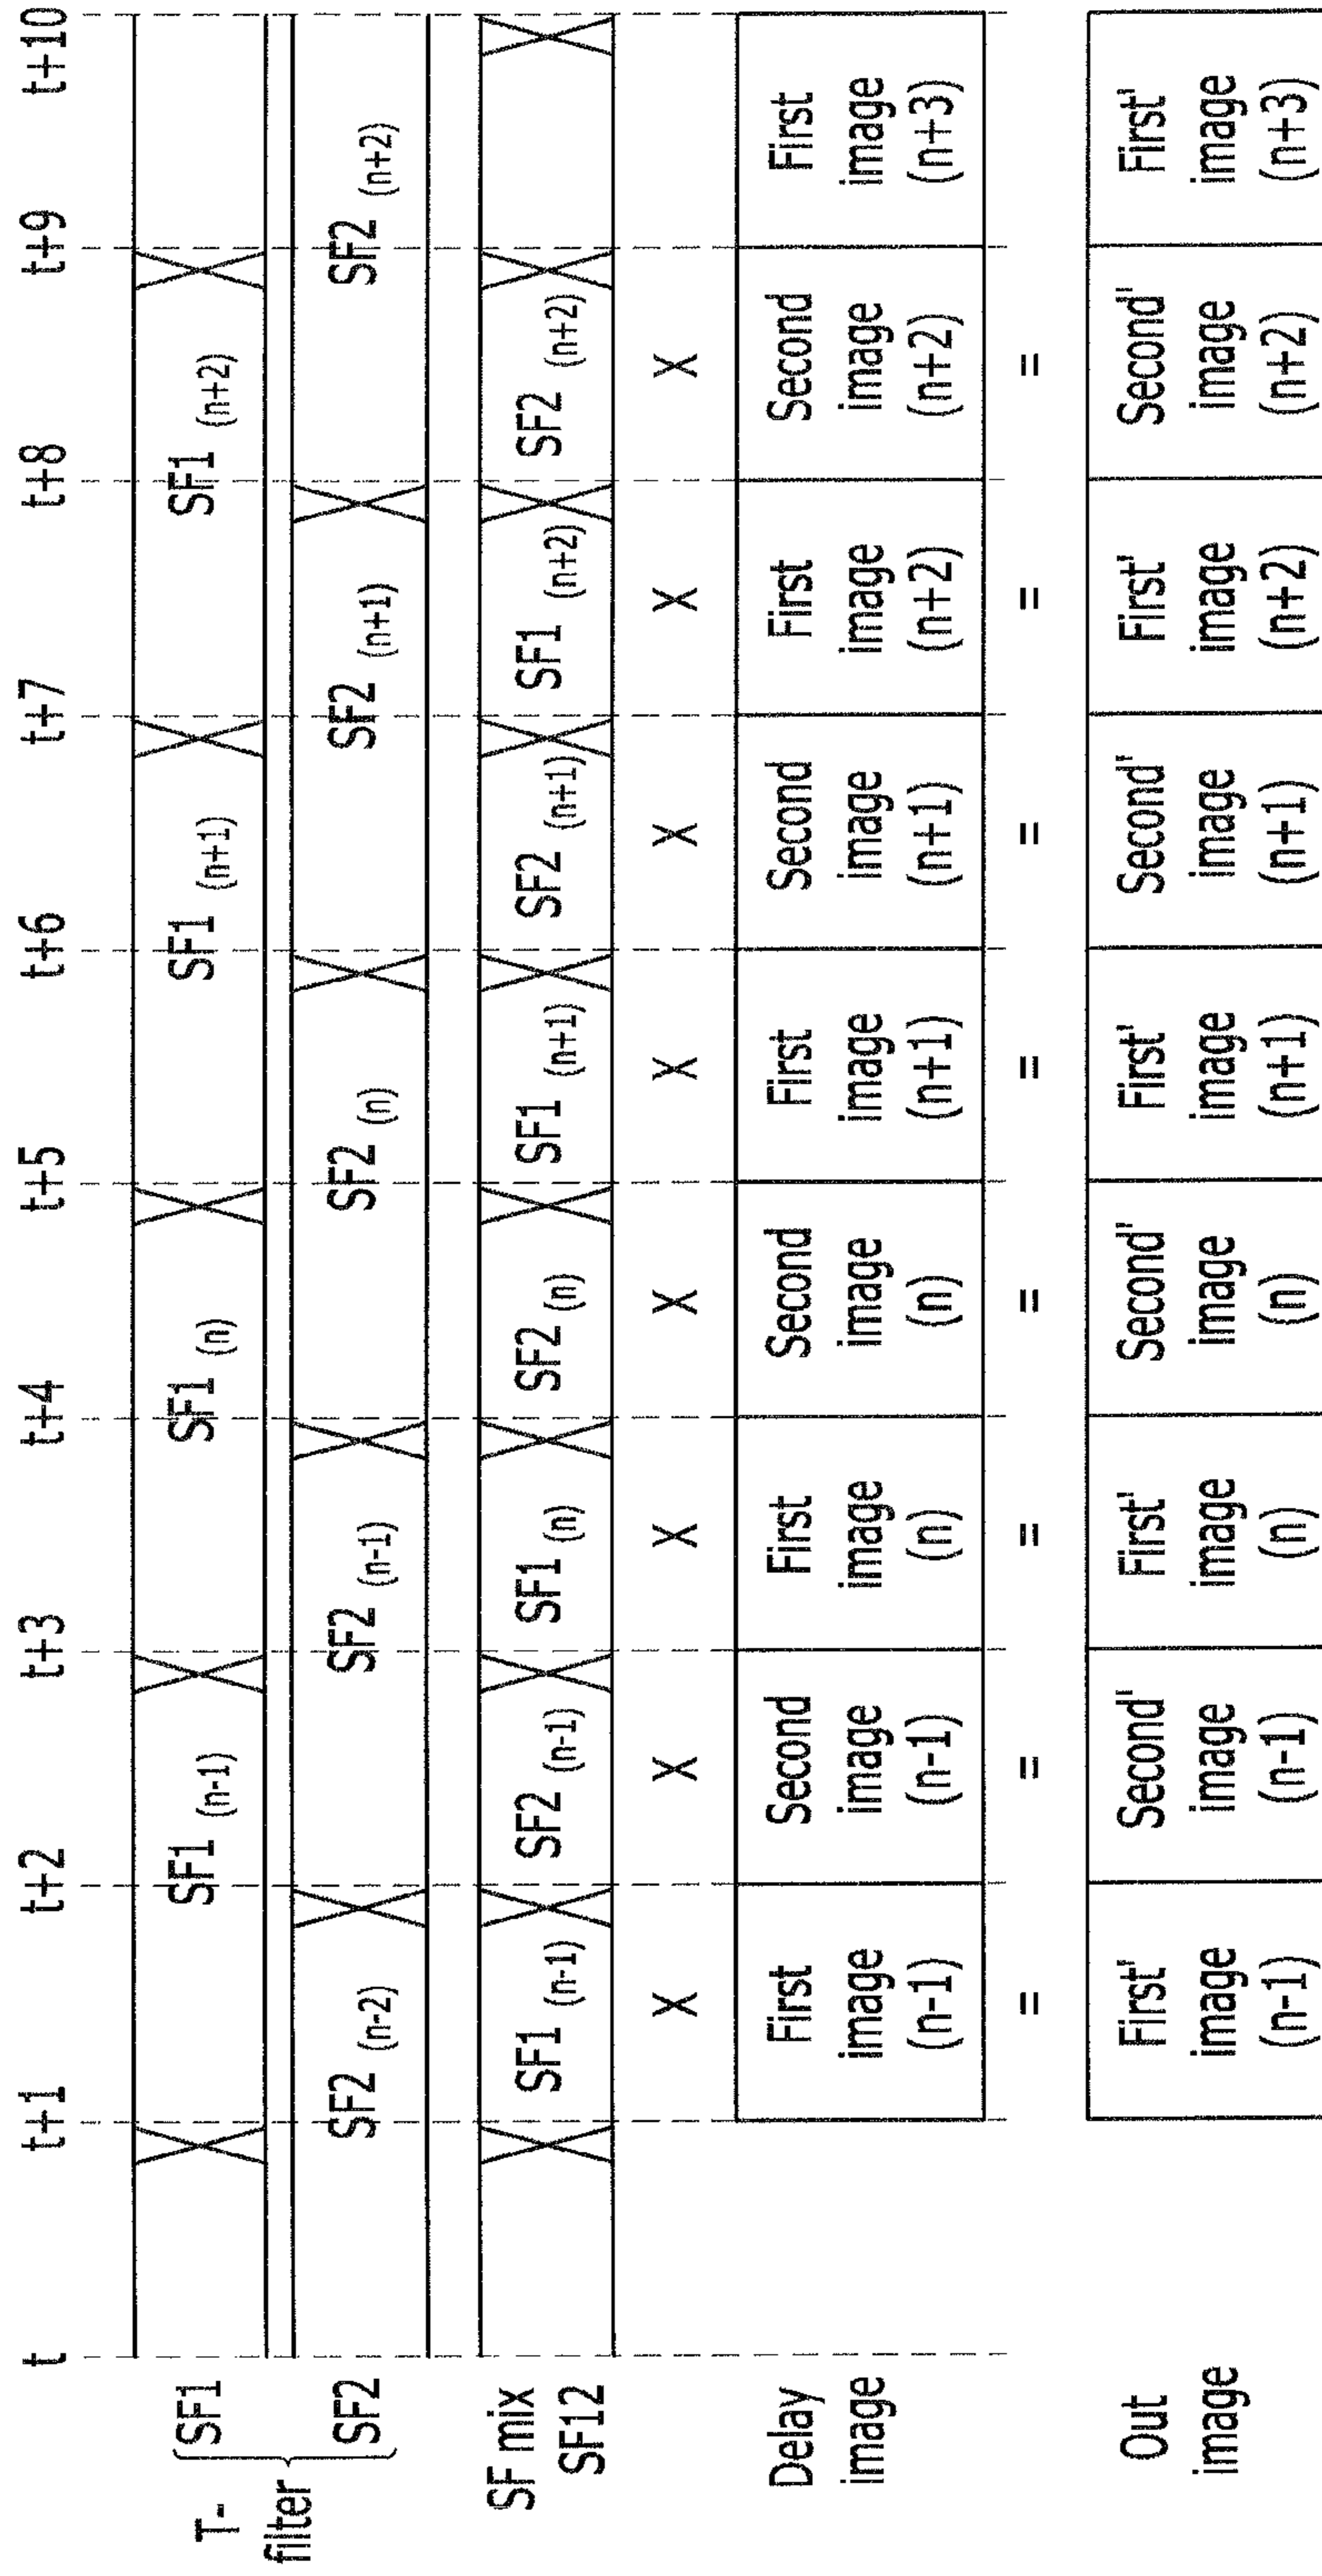 t t+1 t+2 t+3 t+4 t+5 t+6 t+7 t+8 t+9 t+10
T-
filter
SF1
SF1 (n-1) SF1 (n) SF1 (n+1) SF1 (n+2)
SF2
SF2 (n-2) SF2 (n-1) SF2 (n) SF2 (n+1) SF2 (n+2)
SF mix
SF12
SF1 (n-1) SF2 (n-1) SF1 (n) SF2 (n) SF1 (n+1) SF2 (n+1) SF1 (n+2) SF2 (n+2)
X X X X X X X X
Delay
image
First Second First Second First Second First Second First
image image image image image image image image image
(n-1) (n-1) (n) (n) (n+1) (n+1) (n+2) (n+2) (n+3)
= = = = = = = =
Out
image
First' Second' First' Second' First' Second' First' Second' First'
image image image image image image image image image
(n-1) (n-1) (n) (n) (n+1) (n+1) (n+2) (n+2) (n+3)